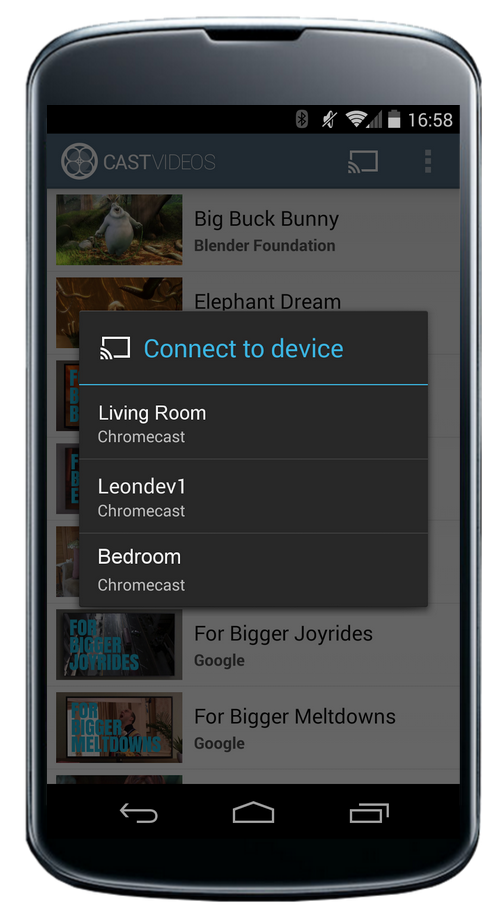 16:58
CASTVIDEOS
Big Buck Bunny
Blender Foundation
Elephant Dream
Connect to device
Living Room
Chromecast
Leondev1
Chromecast
Bedroom
Chromecast
FOR
BIGGER
JOYRIDES
For Bigger Joyrides
Google
FOR
BIGGER
MELTDOWNS
For Bigger Meltdowns
Google